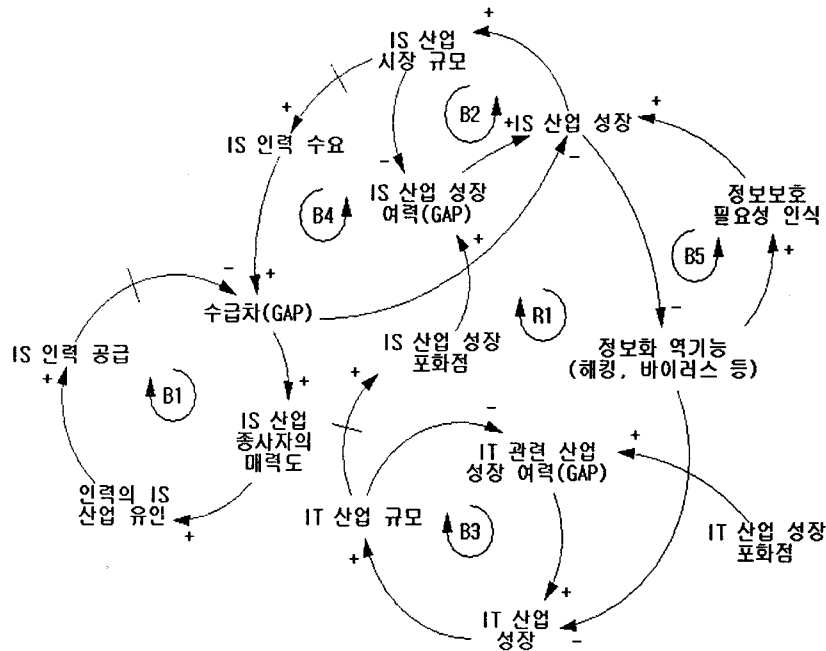 IS 산업
시장 규모
+
+
B2
+IS 산업 성장
+
-
IS 인력 수요
-
IS 산업 성장
여력(GAP)
정보보호
필요성 인식
B4
+
B5
+
-
+
수급차(GAP)
R1
-
IS 인력 공급
+
IS 산업 성장
포화점
정보화 역기능
(해킹, 바이러스 등)
B1
+
+
-
IS 산업
종사자의
매력도
IT 관련 산업
성장 여력(GAP)
+
인력의 IS
산업 유인
+
IT 산업 규모
B3
IT 산업 성장
포화점
+
+
IT 산업
성장
-